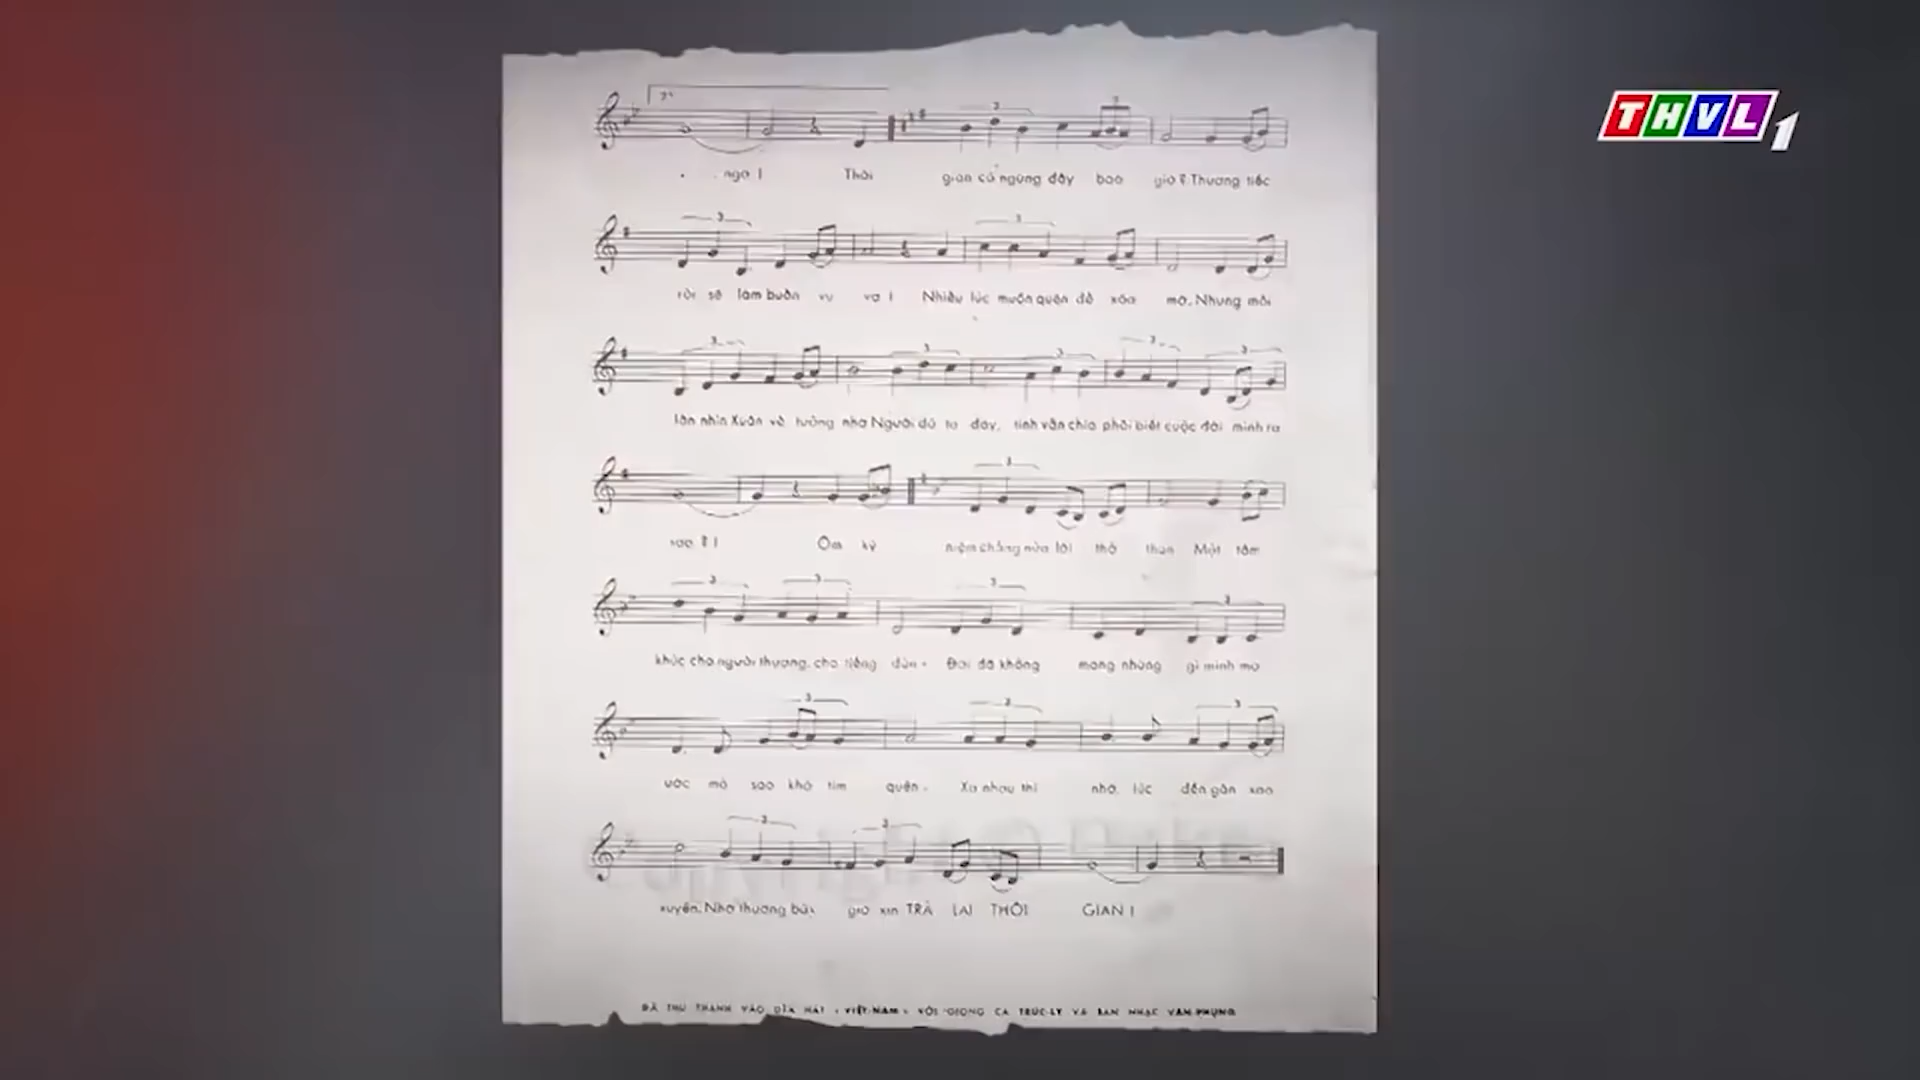 THVL1
ngơ ! Thời gian có ngừng đây bao giờ ? Thương tiếc
rồi sẽ làm buồn vu vơ ! Nhiều lúc muốn quên để xóa mờ, Nhưng mỗi
lần nhìn Xuân về tưởng nhớ Người dù ta đây, tình vẫn chia phôi biết cuộc đời mình ra
sao ? ! Ôm kỷ niệm chẳng nửa lời thở than Một tâm
khúc cho người thương, cho tiếng đàn. Đời đã không mang những gì mình mơ
ước mà sao khó tìm quên. Xa nhau thì nhớ, lúc đến gần xao
xuyến, Nhớ thương bây giờ xin TRẢ LẠI THỜI GIAN !
ĐÃ THU THANH VÀO DĨA HÁT « VIỆT-NAM » VỚI GIỌNG CA TRÚC-LY VÀ BAN NHẠC VĂN-PHỤNG